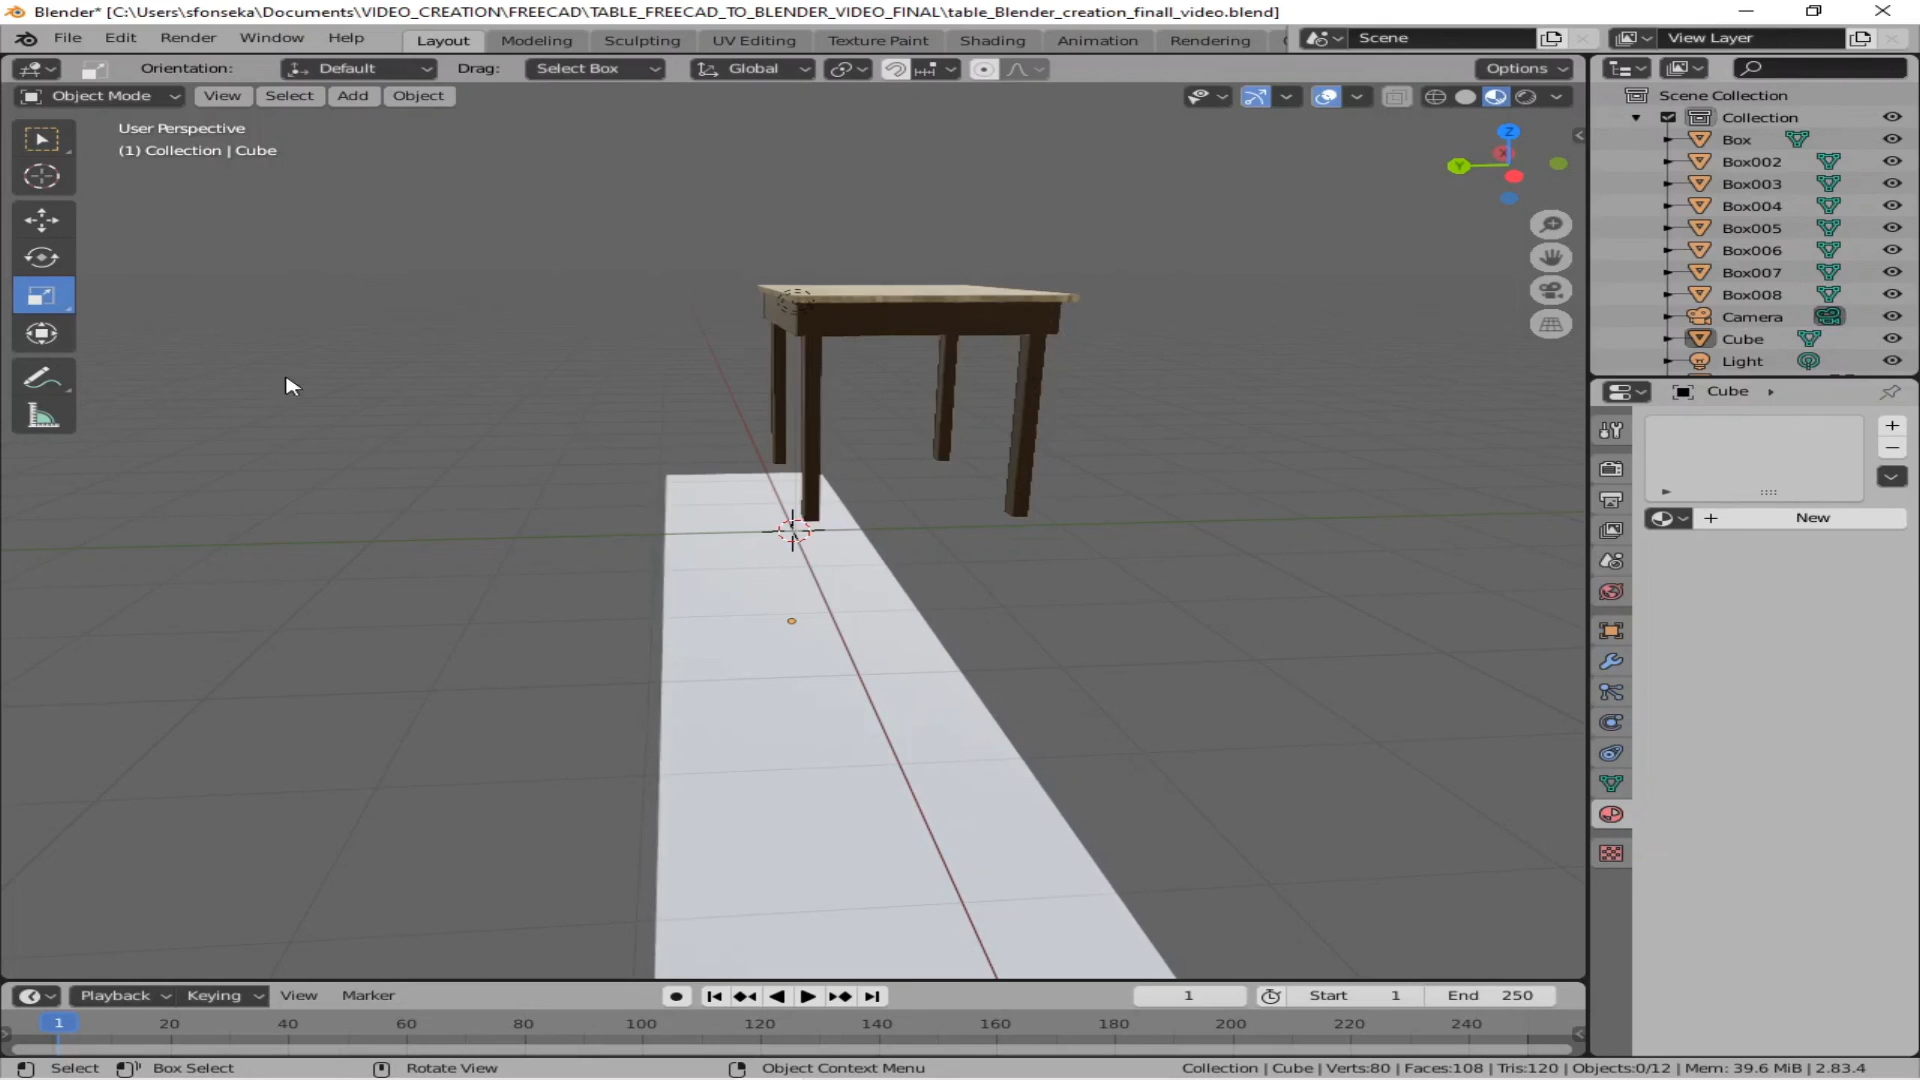 Blender* [C:\Users\sfonseka\Documents\VIDEO_CREATION\FREECAD\TABLE_FREECAD_TO_BLENDER_VIDEO_FINAL\table_Blender_creation_finall_video.blend]
File Edit Render Window Help Layout Modeling Sculpting UV Editing Texture Paint Shading Animation Rendering Scene View Layer
Orientation: Default Drag: Select Box Global Options
Object Mode View Select Add Object
User Perspective
(1) Collection | Cube
Z
X
Y
Scene Collection
Collection
Box
Box002
Box003
Box004
Box005
Box006
Box007
Box008
Camera
Cube
Light
Cube
New
Playback Keying View Marker 1 Start 1 End 250
1 20 40 60 80 100 120 140 160 180 200 220 240
Select Box Select Rotate View Object Context Menu Collection | Cube | Verts:80 | Faces:108 | Tris:120 | Objects:0/12 | Mem: 39.6 MiB | 2.83.4